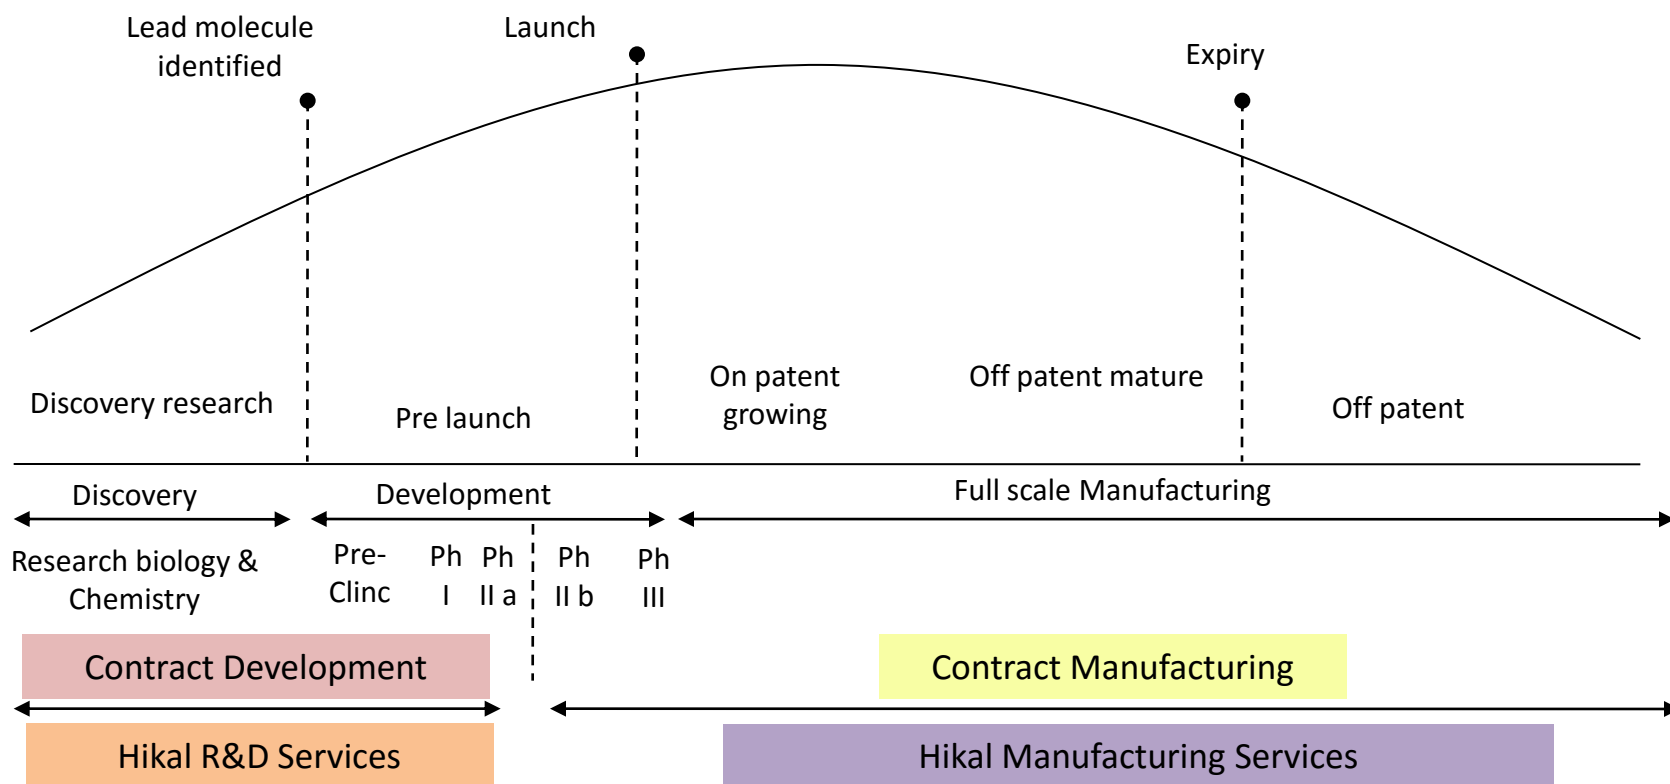 Lead molecule
identified
Launch
Expiry
Discovery research
Pre launch
On patent
growing
Off patent mature
Off patent
Discovery
Development
Full scale Manufacturing
Research biology &
Chemistry
Pre-
Clinc
Ph
I
Ph
II a
Ph
II b
Ph
III
Contract Development
Contract Manufacturing
Hikal R&D Services
Hikal Manufacturing Services